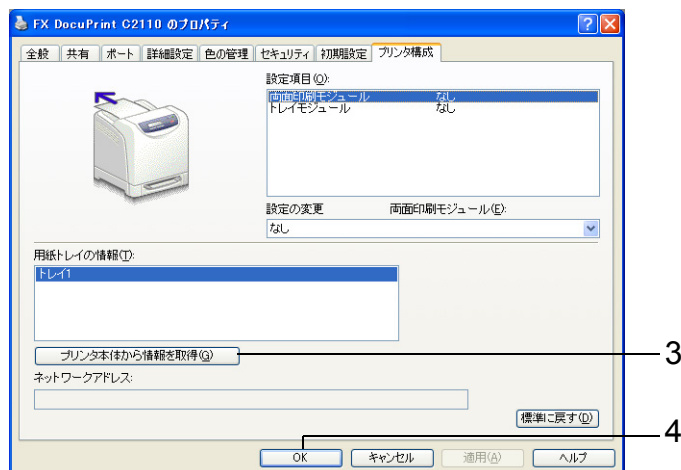 FX DocuPrint C2110 のプロパティ
全般 共有 ポート 詳細設定 色の管理 セキュリティ 初期設定 プリンタ構成
設定項目(O):
両面印刷モジュール なし
トレイモジュール なし
設定の変更 両面印刷モジュール(E):
なし
用紙トレイの情報(T):
トレイ1
プリンタ本体から情報を取得(G)
3
ネットワークアドレス:
標準に戻す(D)
4
OK キャンセル 適用(A) ヘルプ